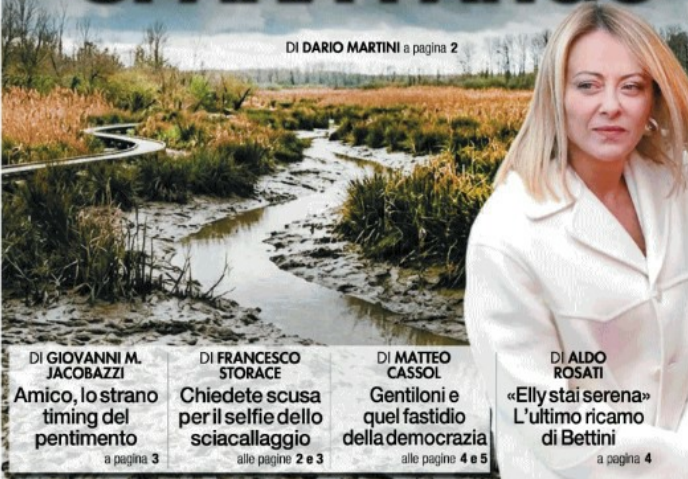 DI DARIO MARTINI a pagina 2
DI GIOVANNI M.
JACOBAZZI
Amico, lo strano
timing del
pentimento
a pagina 3
DI FRANCESCO
STORACE
Chiedete scusa
per il selfie dello
sciacallaggio
alle pagine 2 e 3
DI MATTEO
CASSOL
Gentiloni e
quel fastidio
della democrazia
alle pagine 4 e 5
DI ALDO
ROSATI
«Elly stai serena»
L'ultimo ricamo
di Bettini
a pagina 4